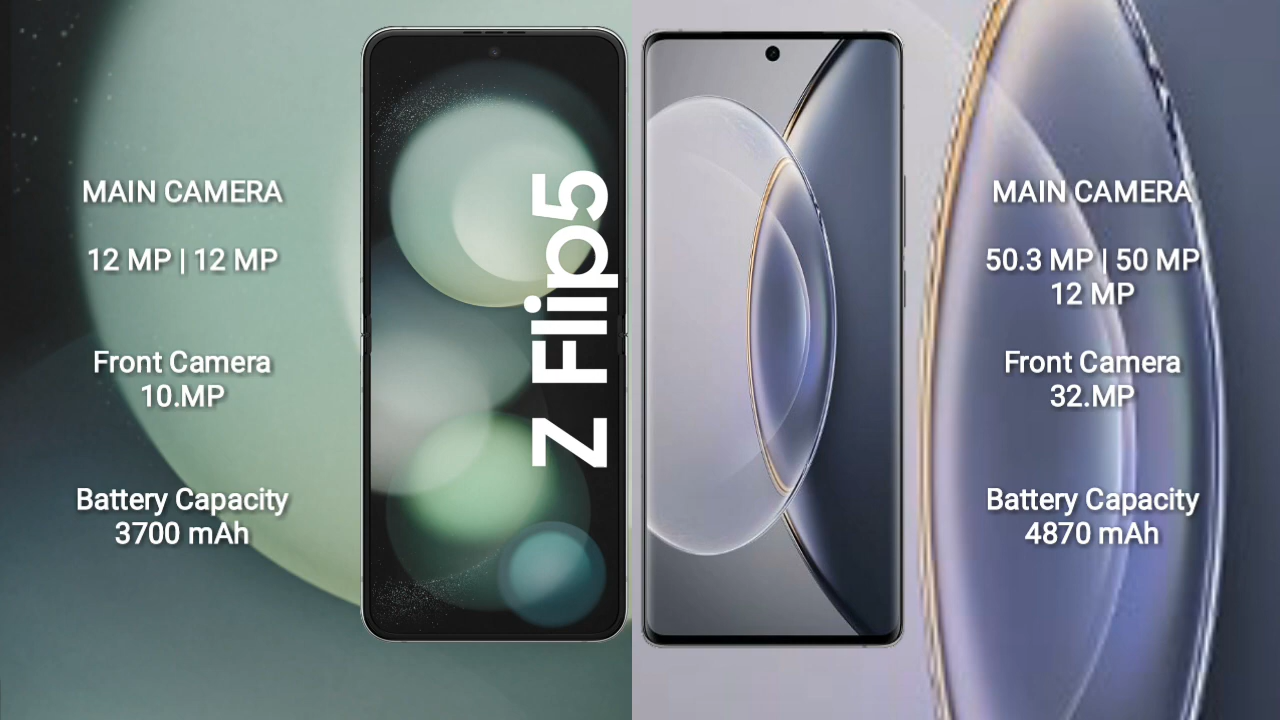 MAIN CAMERA
12 MP | 12 MP
Front Camera
10.MP
Battery Capacity
3700 mAh
Z Flip5
MAIN CAMERA
50.3 MP | 50 MP
12 MP
Front Camera
32.MP
Battery Capacity
4870 mAh